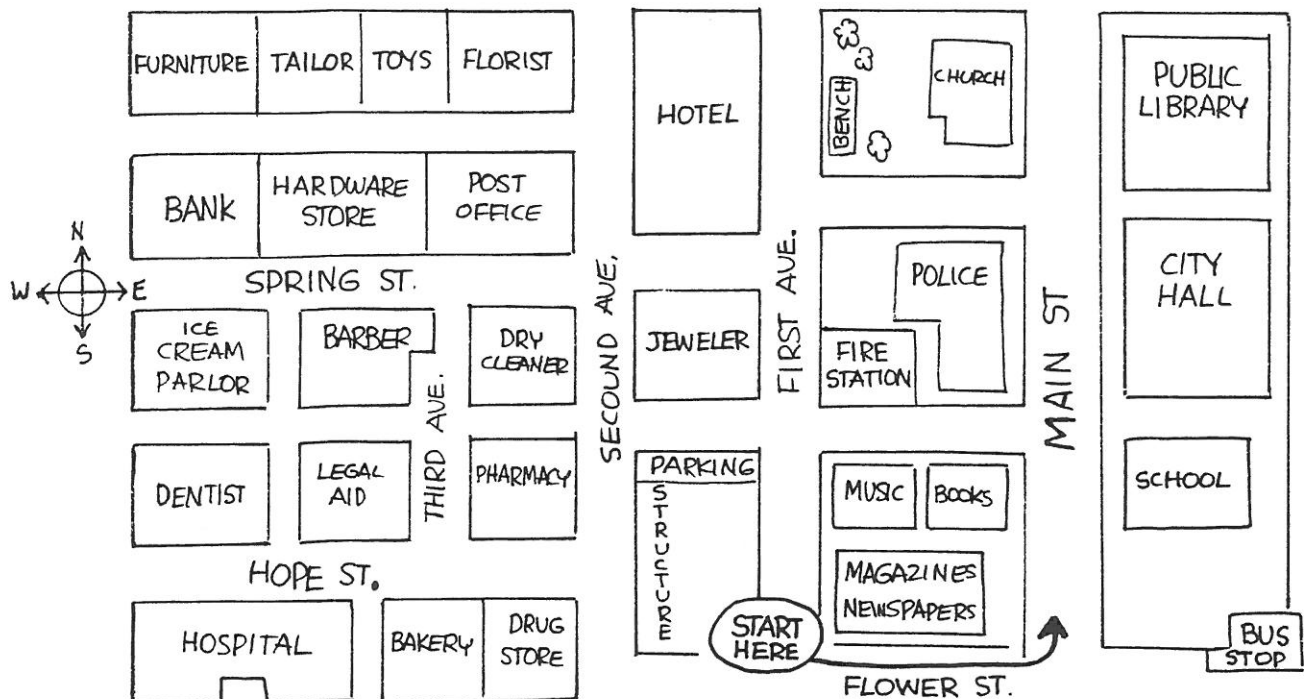 FURNITURE
TAILOR
TOYS
FLORIST
HOTEL
BENCH
CHURCH
PUBLIC
LIBRARY
BANK
HARDWARE
STORE
POST
OFFICE
N
W
E
S
SPRING ST.
SECOUND AVE,
FIRST AVE.
POLICE
FIRE
STATION
MAIN ST
CITY
HALL
ICE
CREAM
PARLOR
BARBER
THIRD AVE.
DRY
CLEANER
JEWELER
DENTIST
LEGAL
AID
PHARMACY
PARKING
STRUCTURE
MUSIC
BOOKS
SCHOOL
MAGAZINES
NEWSPAPERS
HOPE ST.
HOSPITAL
BAKERY
DRUG
STORE
START
HERE
FLOWER ST.
BUS
STOP